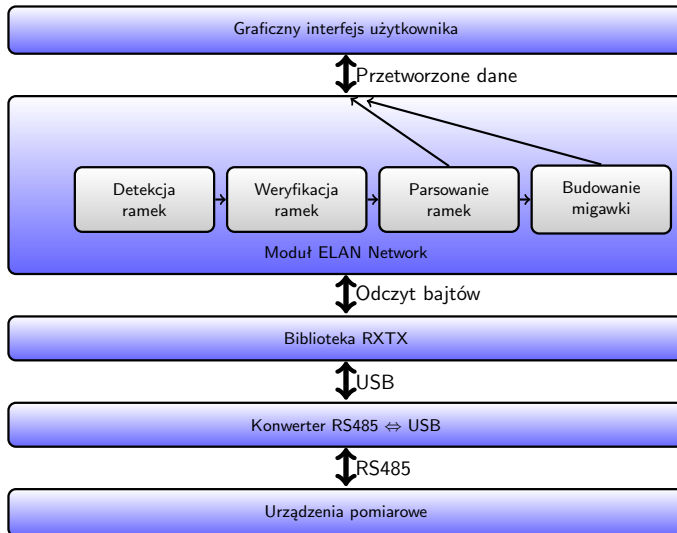 Graficzny interfejs użytkownika
Przetworzone dane
Detekcja
ramek
Weryfikacja
ramek
Parsowanie
ramek
Budowanie
migawki
Moduł ELAN Network
Odczyt bajtów
Biblioteka RXTX
USB
Konwerter RS485 ⇔ USB
RS485
Urządzenia pomiarowe